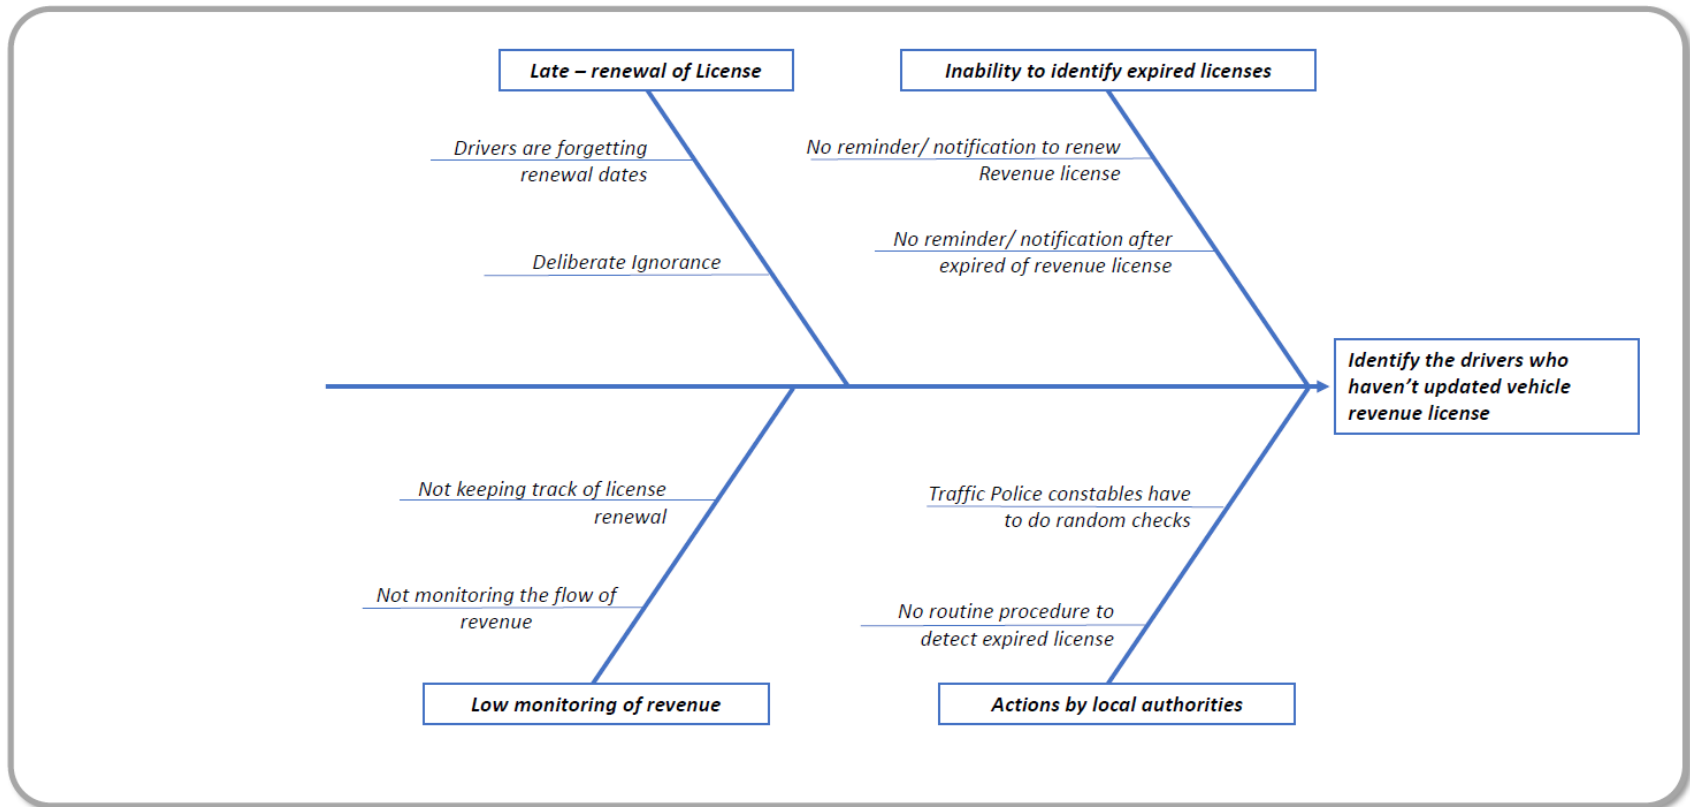 Late – renewal of License
Inability to identify expired licenses
Drivers are forgetting
renewal dates
No reminder/ notification to renew
Revenue license
Deliberate Ignorance
No reminder/ notification after
expired of revenue license
Identify the drivers who
haven't updated vehicle
revenue license
Not keeping track of license
renewal
Traffic Police constables have
to do random checks
Not monitoring the flow of
revenue
No routine procedure to
detect expired license
Low monitoring of revenue
Actions by local authorities